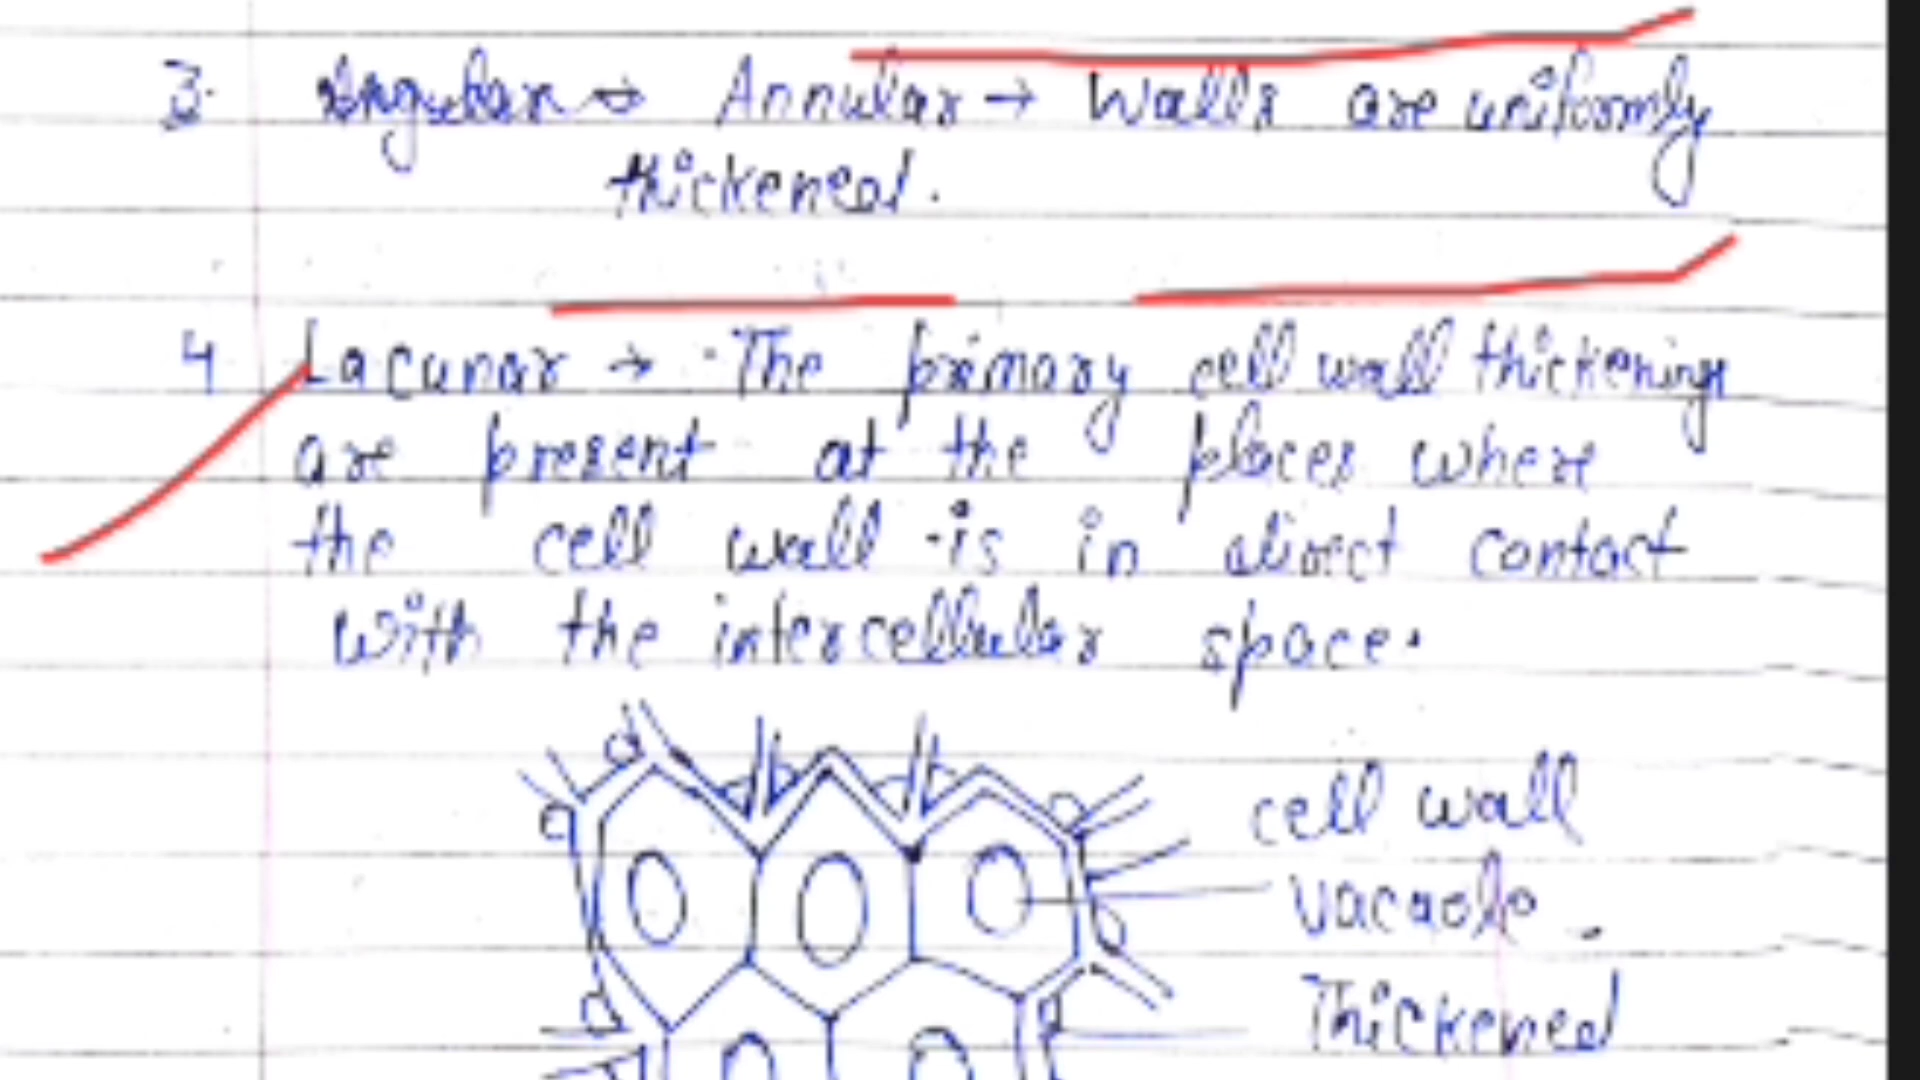 3. Angular → Annular → Walls are uniformly
thickened.
4 Lacunar → The primary cell wall thickenings
are present at the places where
the cell wall is in direct contact
with the intercellular space.
cell wall
vacuole
Thickened